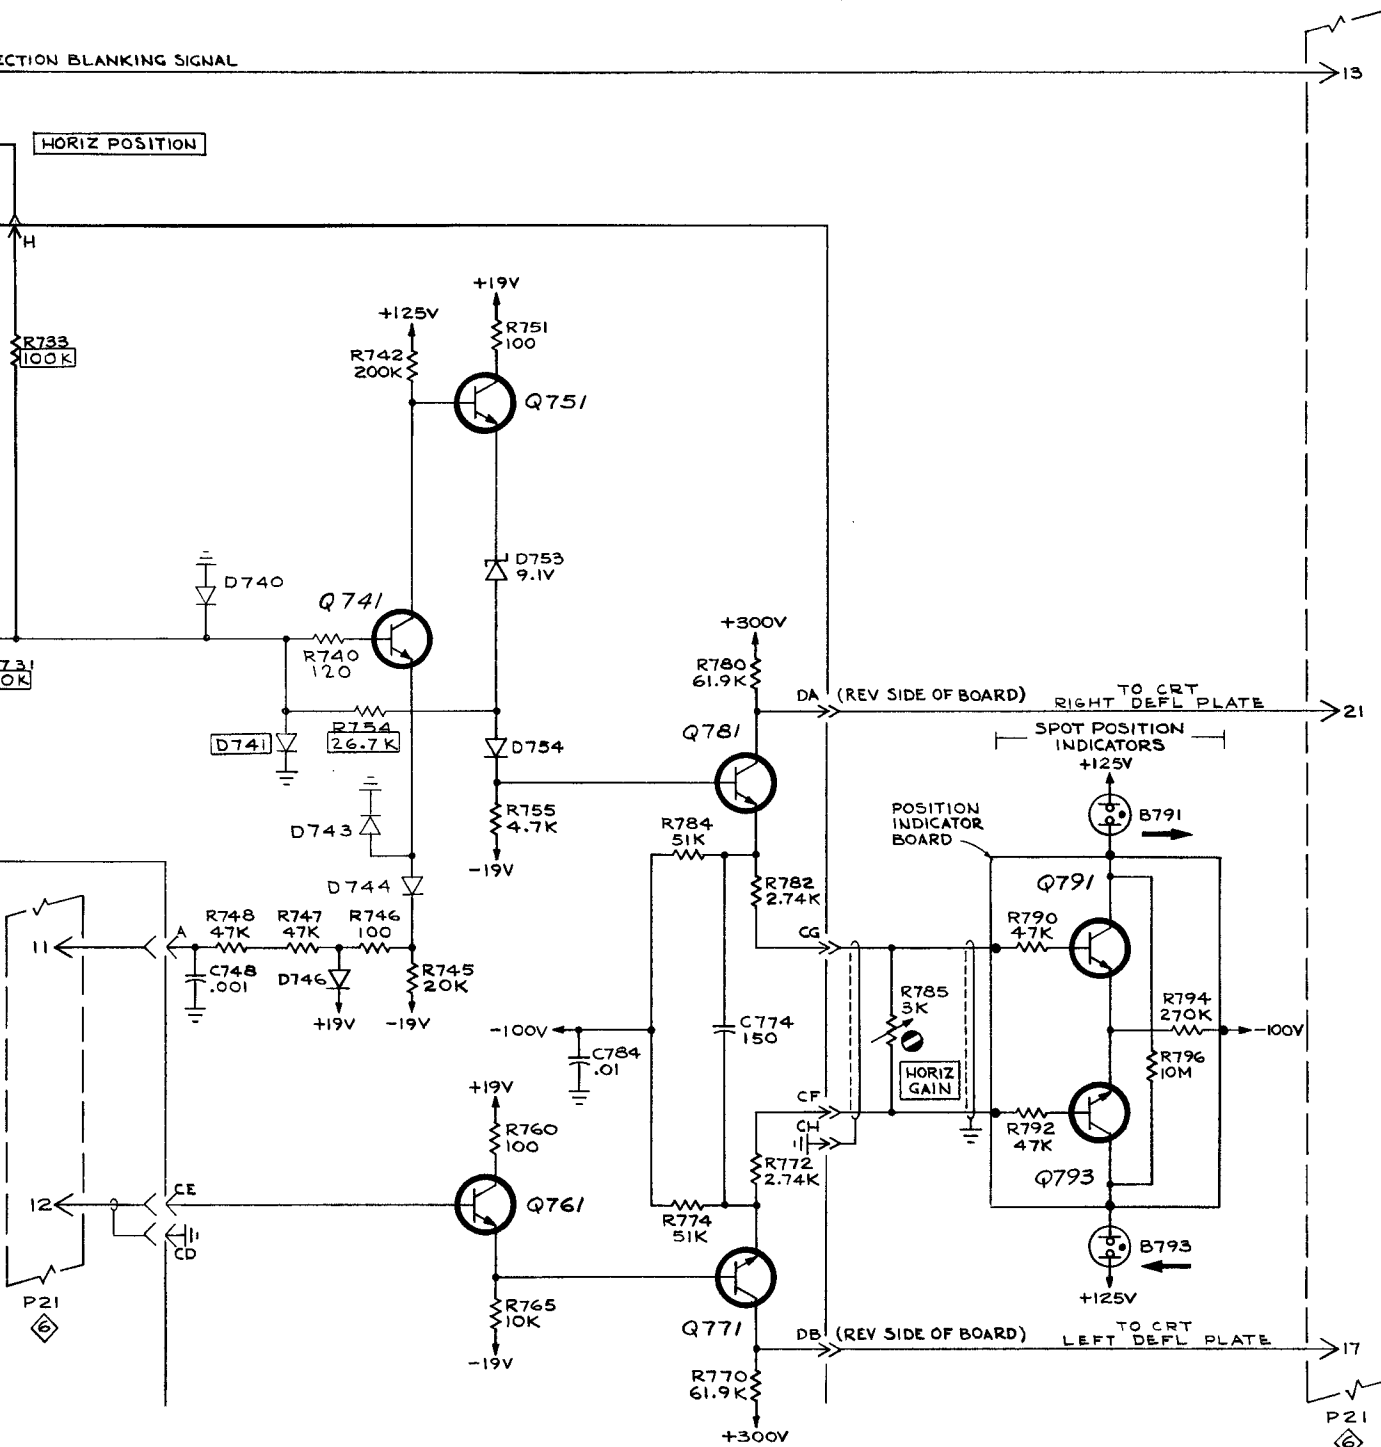 ECTION BLANKING SIGNAL
13
HORIZ POSITION
H
+19V
+125V
R751
100
R733
100K
R742
200K
Q751
D753
9.1V
D740
Q741
R740
120
+300V
731
0K
R780
61.9K
DA (REV SIDE OF BOARD)
TO CRT
RIGHT DEFL PLATE
21
R754
26.7K
D741
D754
Q781
SPOT POSITION
INDICATORS
+125V
R755
4.7K
D743
R784
51K
POSITION
INDICATOR
BOARD
B791
-19V
D744
R782
2.74K
Q791
R748
47K
R747
47K
R746
100
A
11
CG
R790
47K
C748
.001
D746
R745
20K
R785
3K
R794
270K
+19V
-19V
-100V
C774
150
-100V
C784
.01
HORIZ
GAIN
R796
10M
+19V
CF
CH
R760
100
R792
47K
R772
2.74K
Q793
CE
12
Q761
R774
51K
CD
B793
P21
6
R765
10K
+125V
Q771
DB (REV SIDE OF BOARD)
TO CRT
LEFT DEFL PLATE
17
-19V
R770
61.9K
+300V
P21
6